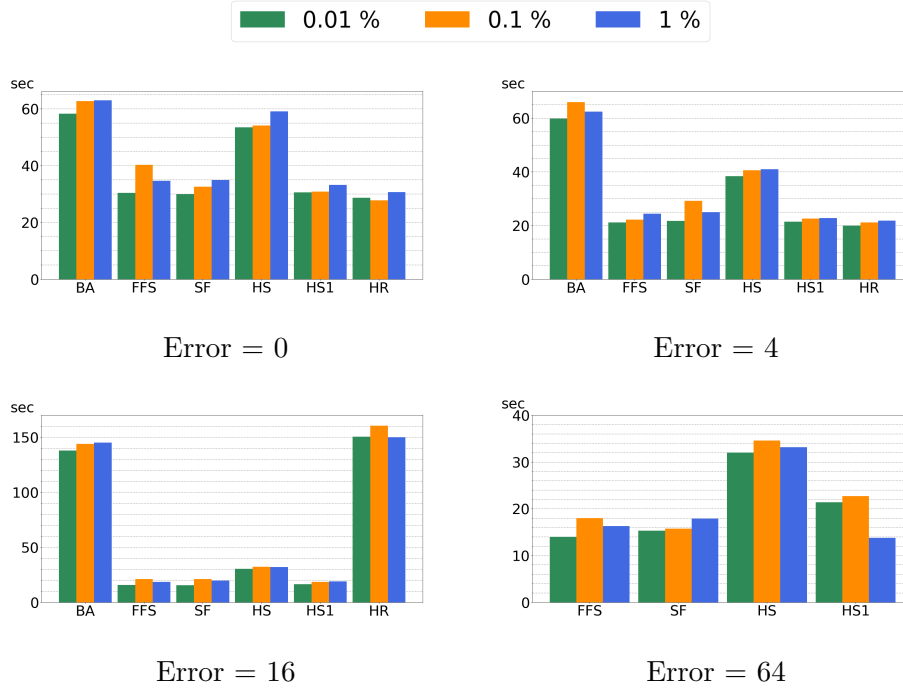 0.01 % 0.1 % 1 %
sec
60
40
20
0
BA FFS SF HS HS1 HR
Error = 0
sec
60
40
20
0
BA FFS SF HS HS1 HR
Error = 4
sec
150
100
50
0
BA FFS SF HS HS1 HR
Error = 16
sec
40
30
20
10
0
FFS SF HS HS1
Error = 64